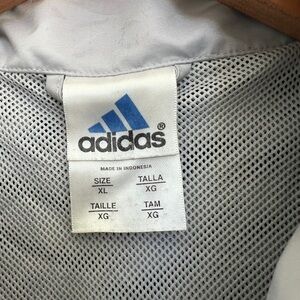 adidas®
MADE IN INDONESIA
SIZE TALLA
XL XG
TAILLE TAM
XG XG